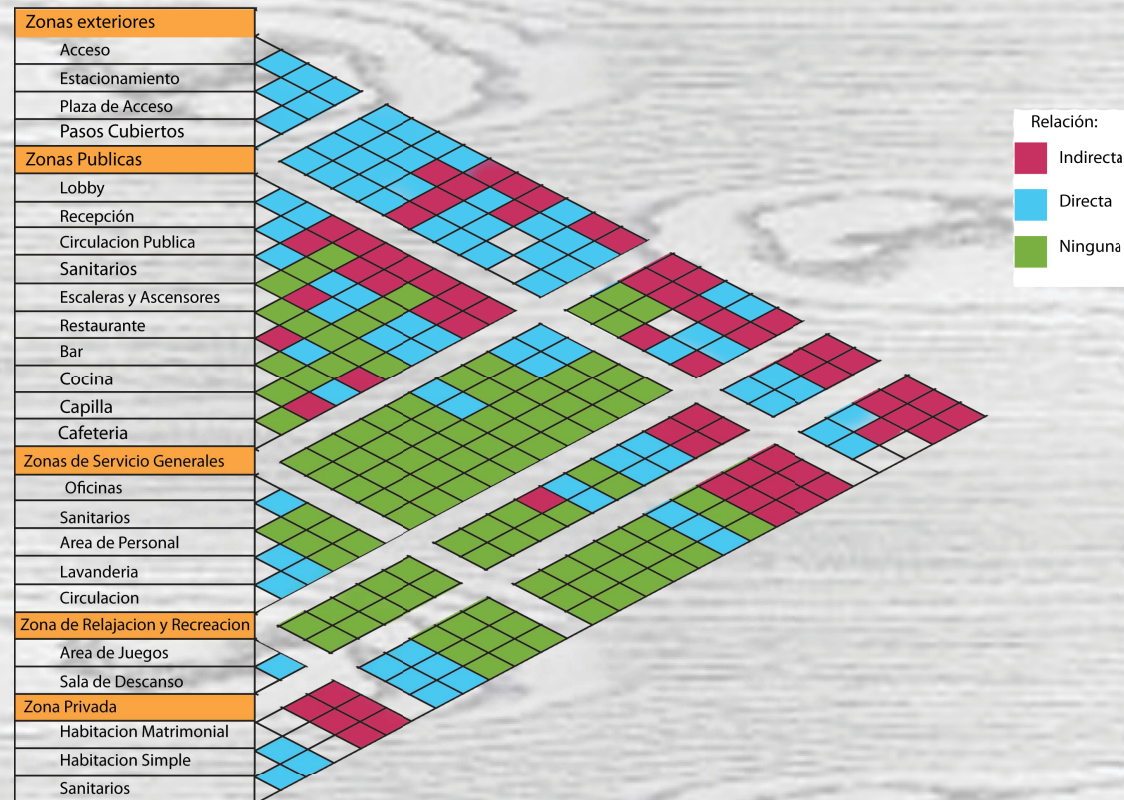 Zonas exteriores
Acceso
Estacionamiento
Plaza de Acceso
Pasos Cubiertos
Zonas Publicas
Lobby
Recepción
Circulacion Publica
Sanitarios
Escaleras y Ascensores
Restaurante
Bar
Cocina
Capilla
Cafeteria
Zonas de Servicio Generales
Oficinas
Sanitarios
Area de Personal
Lavanderia
Circulacion
Zona de Relajacion y Recreacion
Area de Juegos
Sala de Descanso
Zona Privada
Habitacion Matrimonial
Habitacion Simple
Sanitarios
Relación:
Indirecta
Directa
Ninguna